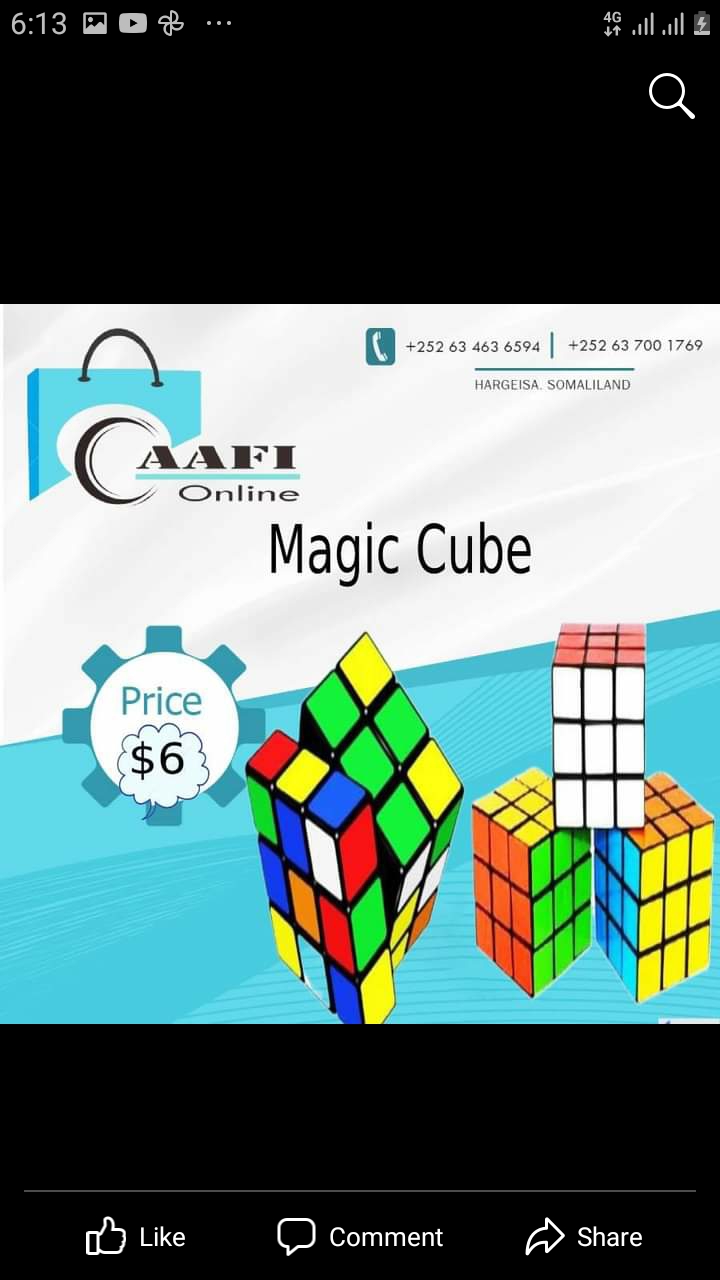 6:13
4G
+252 63 463 6594 | +252 63 700 1769
HARGEISA. SOMALILAND
CAAFI
Online
Magic Cube
Price
$6
Like
Comment
Share